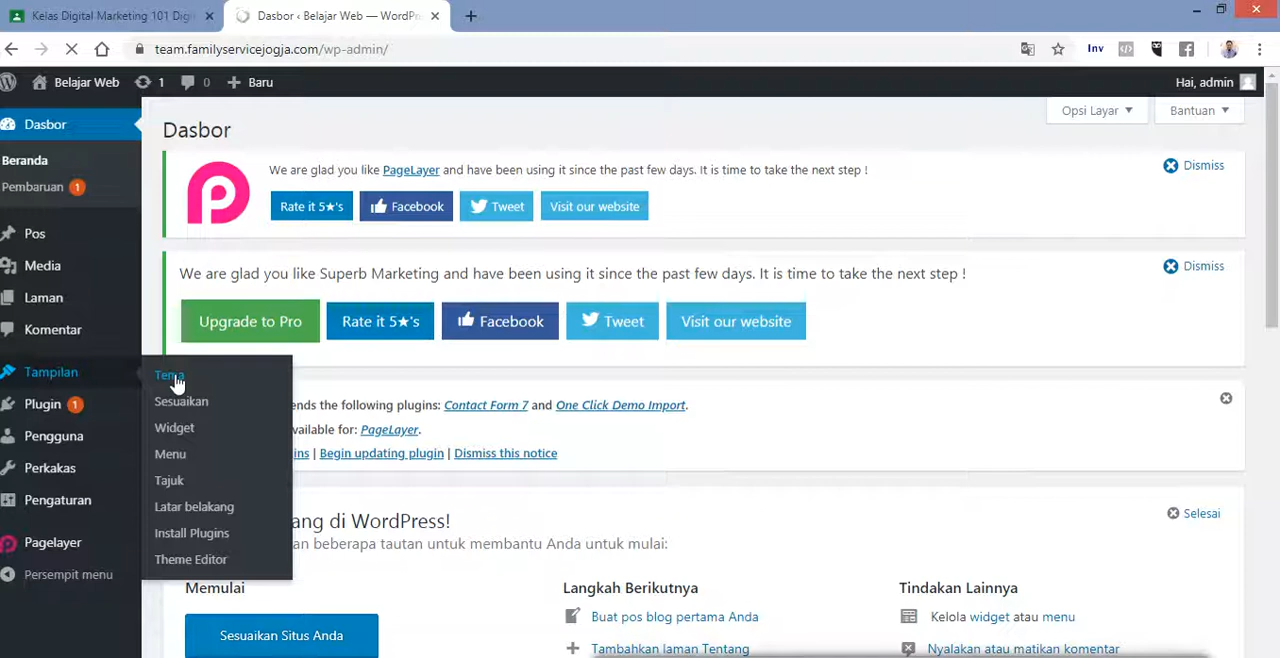 Kelas Digital Marketing 101 Digi
Dasbor ‹ Belajar Web — WordPr
team.familyservicejogja.com/wp-admin/
Inv
Belajar Web 1 0 Baru
Hai, admin
Dasbor
Beranda
Pembaruan 1
Pos
Media
Laman
Komentar
Tampilan
Plugin 1
Pengguna
Perkakas
Pengaturan
Pagelayer
Persempit menu
Tema
Sesuaikan
Widget
Menu
Tajuk
Latar belakang
Install Plugins
Theme Editor
Opsi Layar
Bantuan
Dasbor
We are glad you like PageLayer and have been using it since the past few days. It is time to take the next step !
Dismiss
Rate it 5★'s Facebook Tweet Visit our website
We are glad you like Superb Marketing and have been using it since the past few days. It is time to take the next step !
Dismiss
Upgrade to Pro Rate it 5★'s Facebook Tweet Visit our website
ends the following plugins: Contact Form 7 and One Click Demo Import.
vailable for: PageLayer.
ins | Begin updating plugin | Dismiss this notice
ang di WordPress!
Selesai
an beberapa tautan untuk membantu Anda untuk mulai:
Memulai
Sesuaikan Situs Anda
Langkah Berikutnya
Buat pos blog pertama Anda
Tambahkan laman Tentang
Tindakan Lainnya
Kelola widget atau menu
Nyalakan atau matikan komentar